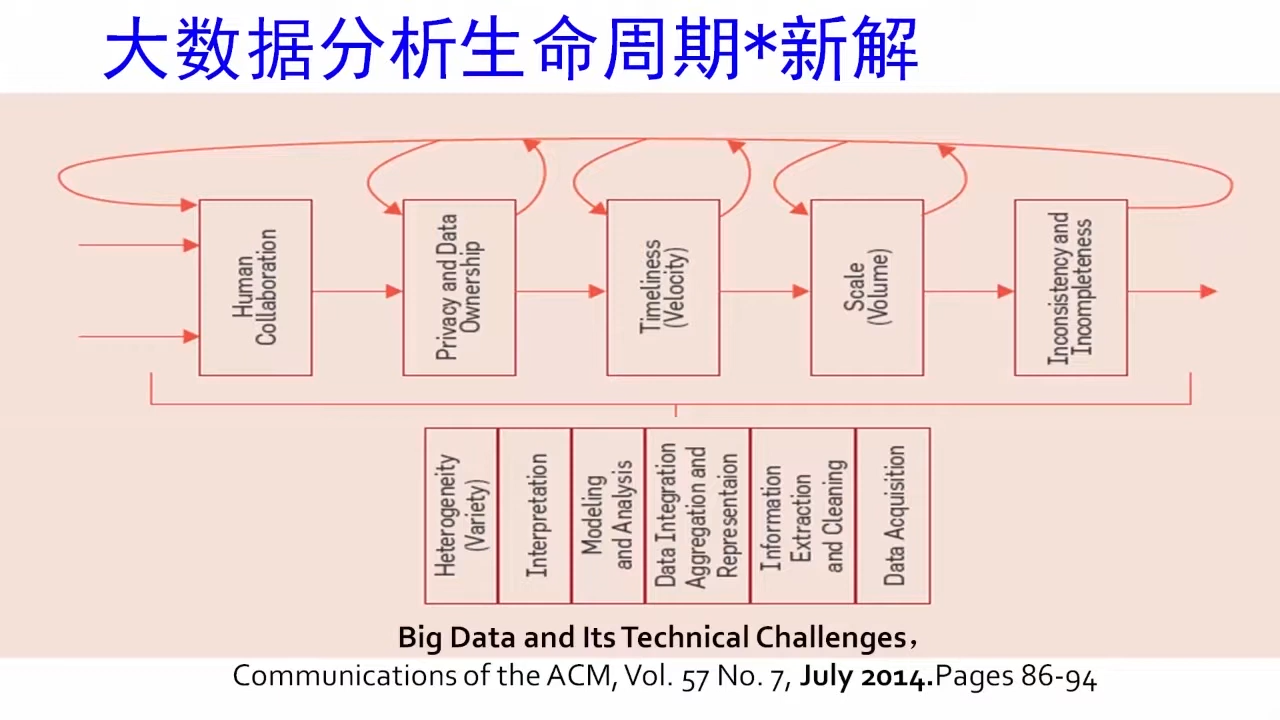 大数据分析生命周期*新解
Human
Collaboration
Privacy and Data
Ownership
Timeliness
(Velocity)
Scale
(Volume)
Inconsistency and
Incompleteness
Heterogeneity
(Variety)
Interpretation
Modeling
and Analysis
Data Integration
Aggregation and
Representaion
Information
Extraction
and Cleaning
Data Acquisition
Big Data and Its Technical Challenges，
Communications of the ACM, Vol. 57 No. 7, July 2014.Pages 86-94